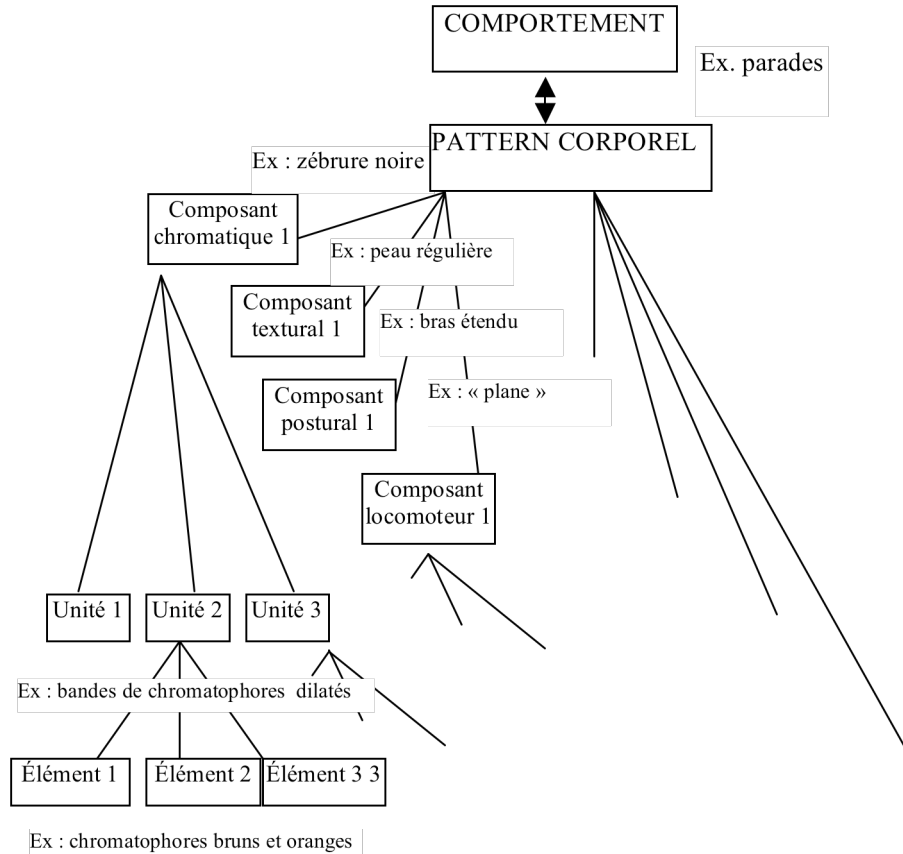 COMPORTEMENT
Ex. parades
PATTERN CORPOREL
Ex : zébrure noire
Composant
chromatique 1
Ex : peau régulière
Composant
textural 1
Ex : bras étendu
Composant
postural 1
Ex : « plane »
Composant
locomoteur 1
Unité 1
Unité 2
Unité 3
Ex : bandes de chromatophores dilatés
Élément 1
Élément 2
Élément 3 3
Ex : chromatophores bruns et oranges